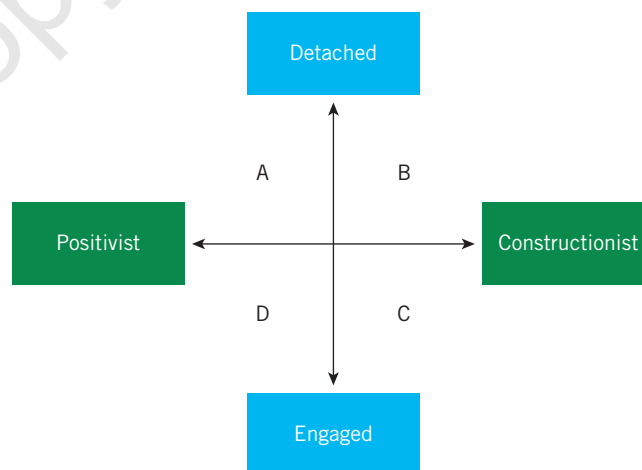 Detached
A
B
Positivist
Constructionist
D
C
Engaged